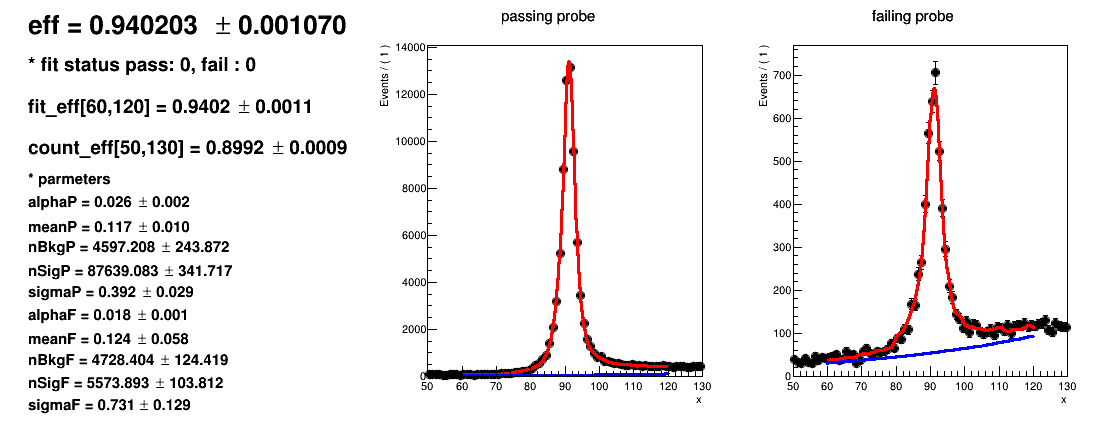 eff = 0.940203 ± 0.001070
* fit status pass: 0, fail : 0
fit_eff[60,120] = 0.9402 ± 0.0011
count_eff[50,130] = 0.8992 ± 0.0009
* parmeters
alphaP = 0.026 ± 0.002
meanP = 0.117 ± 0.010
nBkgP = 4597.208 ± 243.872
nSigP = 87639.083 ± 341.717
sigmaP = 0.392 ± 0.029
alphaF = 0.018 ± 0.001
meanF = 0.124 ± 0.058
nBkgF = 4728.404 ± 124.419
nSigF = 5573.893 ± 103.812
sigmaF = 0.731 ± 0.129
passing probe
Events / ( 1 )
14000
12000
10000
8000
6000
4000
2000
0
50 60 70 80 90 100 110 120 130
x
failing probe
Events / ( 1 )
700
600
500
400
300
200
100
0
50 60 70 80 90 100 110 120 130
x